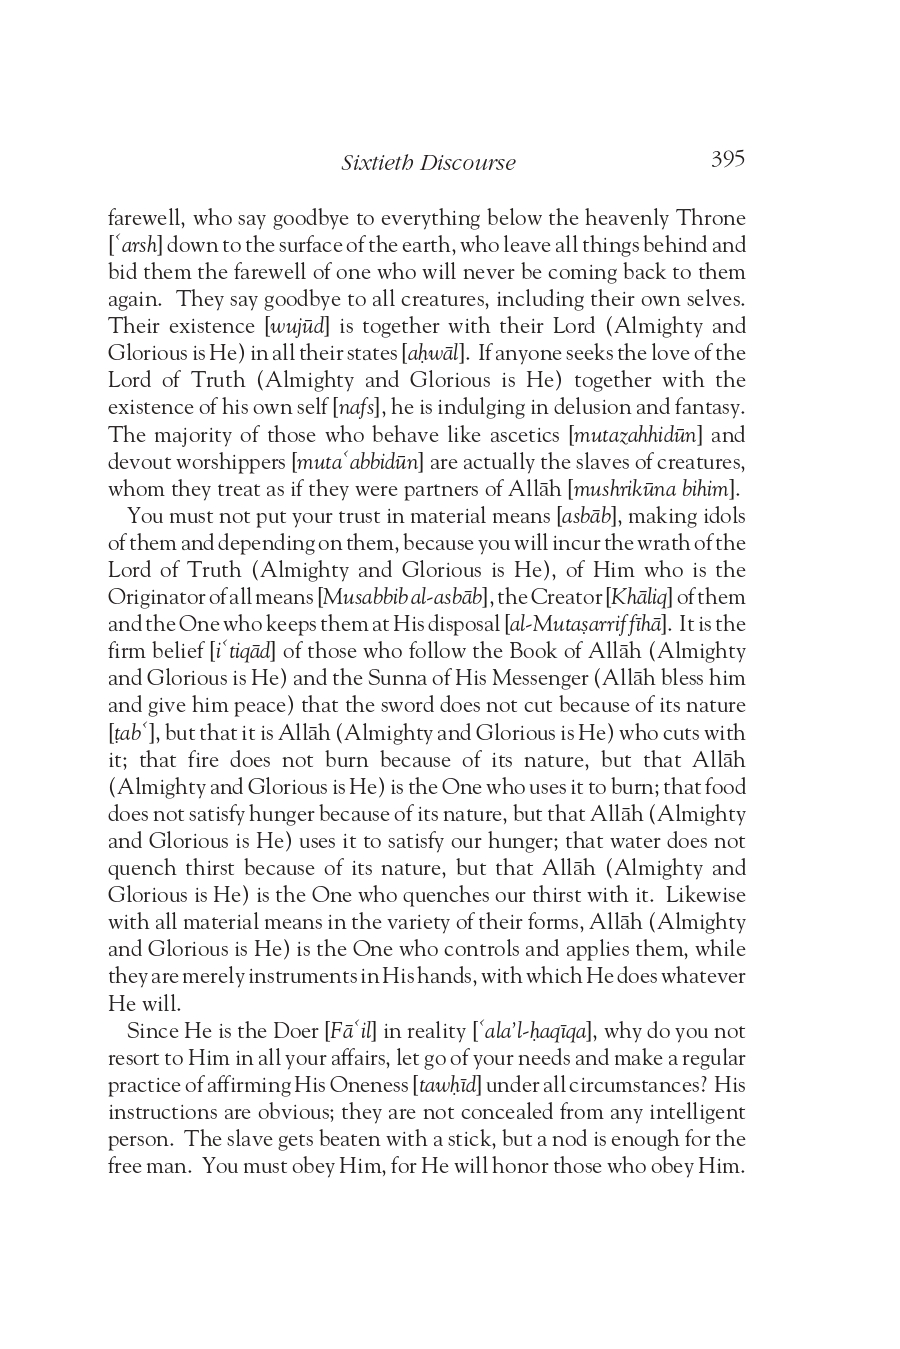 Sixtieth Discourse 395
farewell, who say goodbye to everything below the heavenly Throne
[ʿarsh] down to the surface of the earth, who leave all things behind and
bid them the farewell of one who will never be coming back to them
again. They say goodbye to all creatures, including their own selves.
Their existence [wujūd] is together with their Lord (Almighty and
Glorious is He) in all their states [aḥwāl]. If anyone seeks the love of the
Lord of Truth (Almighty and Glorious is He) together with the
existence of his own self [nafs], he is indulging in delusion and fantasy.
The majority of those who behave like ascetics [mutazahhidūn] and
devout worshippers [mutaʿabbidūn] are actually the slaves of creatures,
whom they treat as if they were partners of Allāh [mushrikūna bihim].
You must not put your trust in material means [asbāb], making idols
of them and depending on them, because you will incur the wrath of the
Lord of Truth (Almighty and Glorious is He), of Him who is the
Originator of all means [Musabbib al-asbāb], the Creator [Khāliq] of them
and the One who keeps them at His disposal [al-Mutaṣarrif fīhā]. It is the
firm belief [iʿtiqād] of those who follow the Book of Allāh (Almighty
and Glorious is He) and the Sunna of His Messenger (Allāh bless him
and give him peace) that the sword does not cut because of its nature
[ṭabʿ], but that it is Allāh (Almighty and Glorious is He) who cuts with
it; that fire does not burn because of its nature, but that Allāh
(Almighty and Glorious is He) is the One who uses it to burn; that food
does not satisfy hunger because of its nature, but that Allāh (Almighty
and Glorious is He) uses it to satisfy our hunger; that water does not
quench thirst because of its nature, but that Allāh (Almighty and
Glorious is He) is the One who quenches our thirst with it. Likewise
with all material means in the variety of their forms, Allāh (Almighty
and Glorious is He) is the One who controls and applies them, while
they are merely instruments in His hands, with which He does whatever
He will.
Since He is the Doer [Fāʿil] in reality [ʿala’l-ḥaqīqa], why do you not
resort to Him in all your affairs, let go of your needs and make a regular
practice of affirming His Oneness [tawḥīd] under all circumstances? His
instructions are obvious; they are not concealed from any intelligent
person. The slave gets beaten with a stick, but a nod is enough for the
free man. You must obey Him, for He will honor those who obey Him.